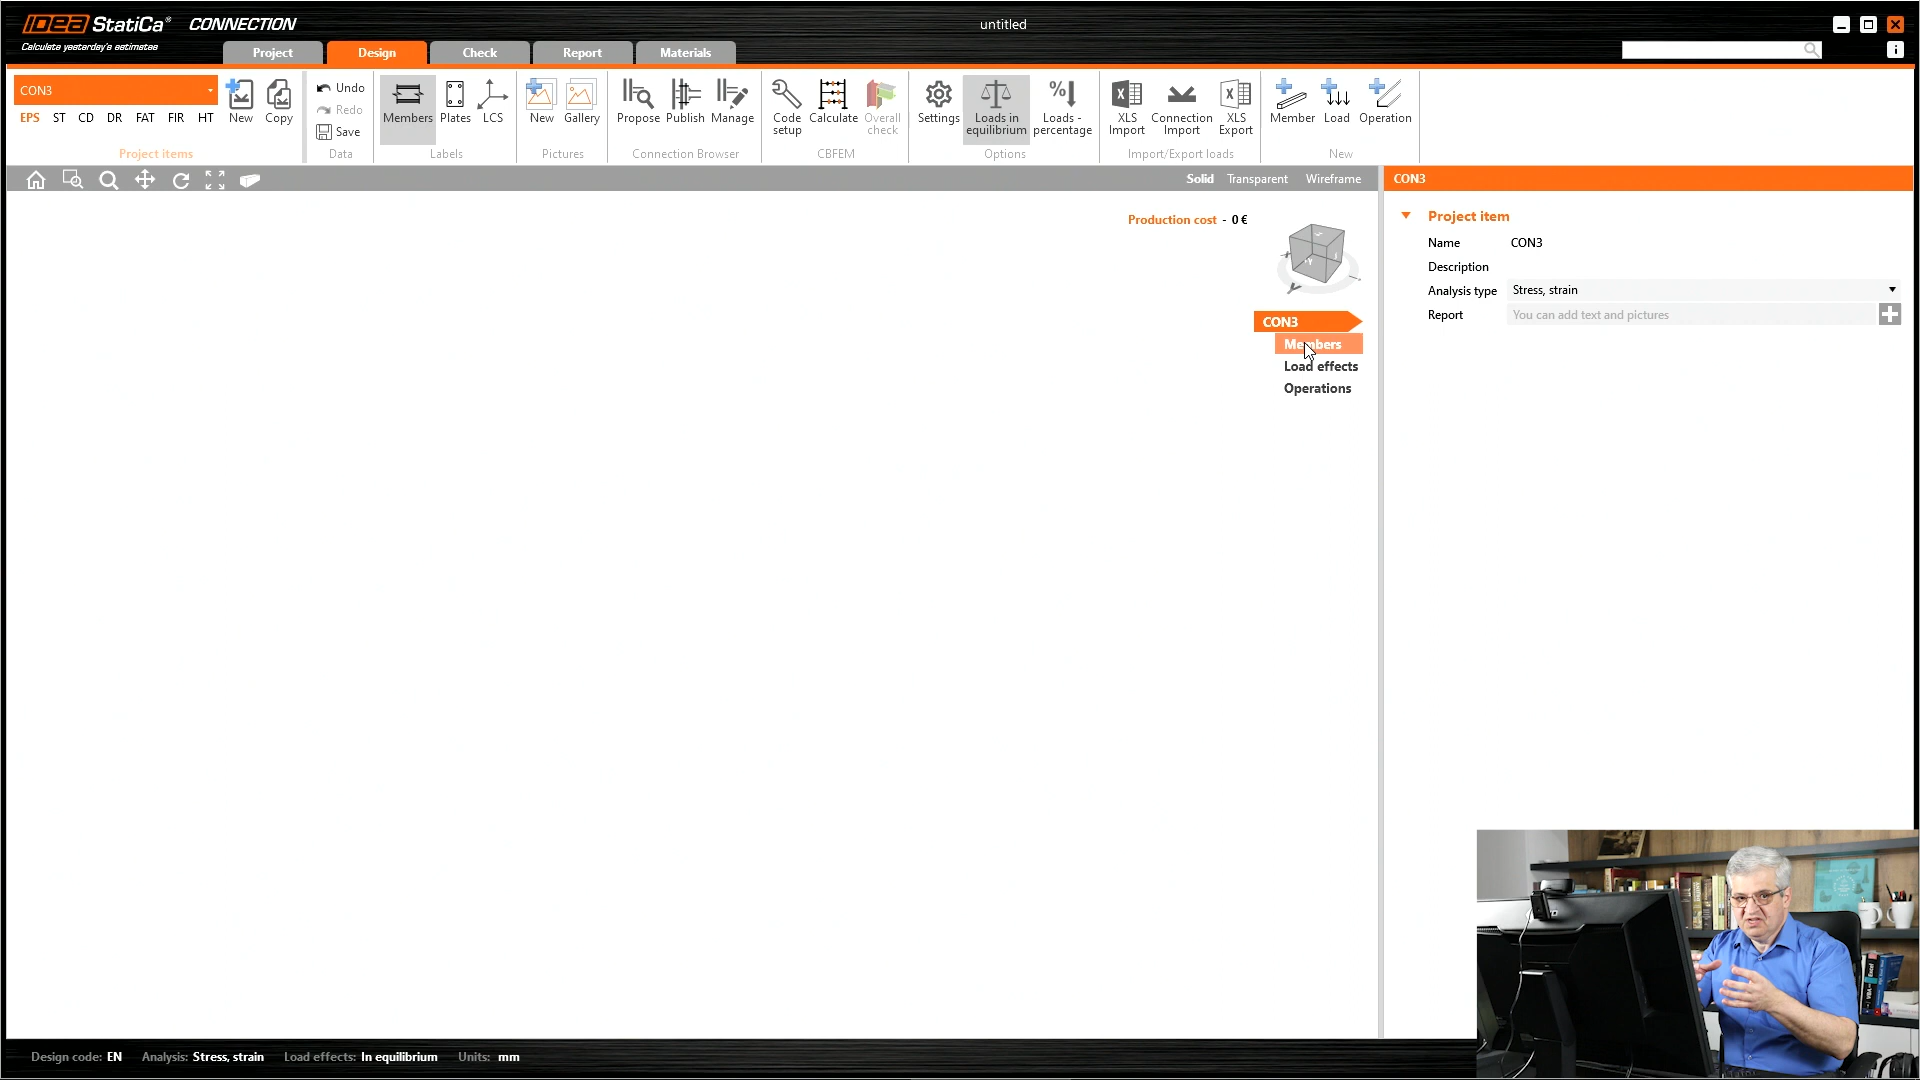 IDEA StatiCa® CONNECTION
Calculate yesterday's estimates
untitled
Project
Design
Check
Report
Materials
CON3
EPS ST CD DR FAT FIR HT
New
Copy
Project items
Undo
Redo
Save
Data
Members
Plates
LCS
Labels
New
Gallery
Pictures
Propose
Publish
Manage
Connection Browser
Code setup
Calculate
Overall check
CBFEM
Settings
Loads in equilibrium
Loads - percentage
Options
XLS Import
Connection Import
XLS Export
Import/Export loads
Member
Load
Operation
New
Solid
Transparent
Wireframe
CON3
Production cost - 0 €
CON3
Members
Load effects
Operations
Project item
Name CON3
Description
Analysis type Stress, strain
Report You can add text and pictures
Design code: EN Analysis: Stress, strain Load effects: In equilibrium Units: mm